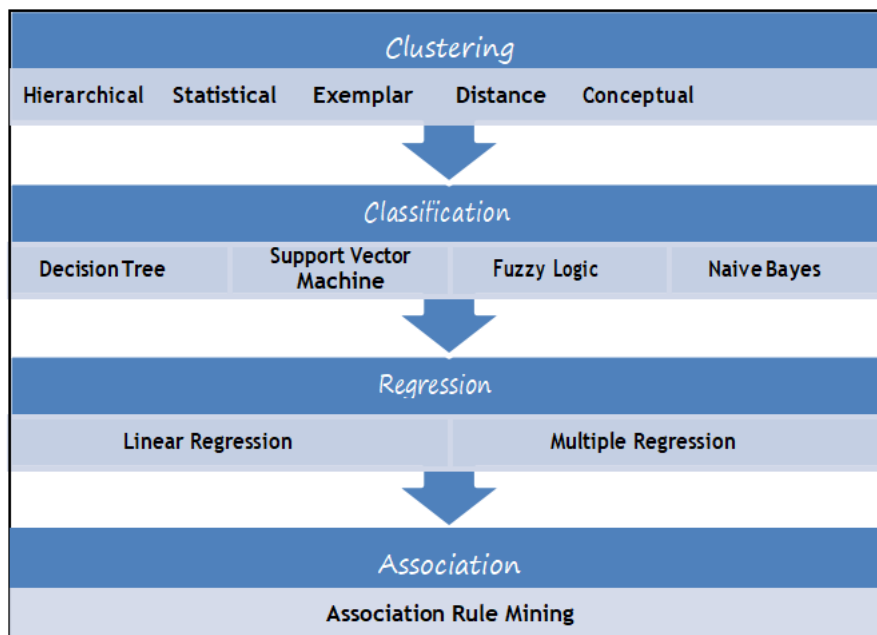 Clustering
Hierarchical Statistical Exemplar Distance Conceptual
Classification
Decision Tree
Support Vector
Machine
Fuzzy Logic
Naive Bayes
Regression
Linear Regression
Multiple Regression
Association
Association Rule Mining